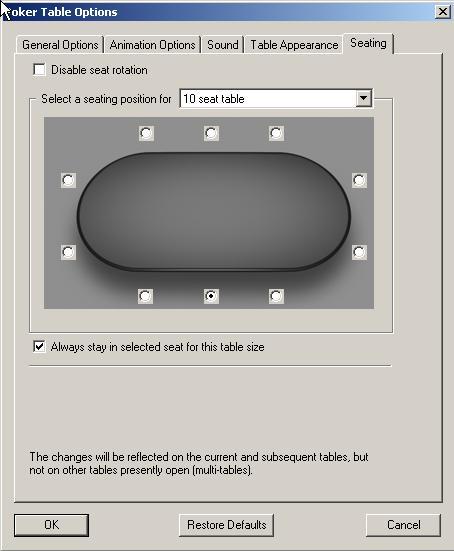 oker Table Options
General Options Animation Options Sound Table Appearance Seating
Disable seat rotation
Select a seating position for 10 seat table
Always stay in selected seat for this table size
The changes will be reflected on the current and subsequent tables, but
not on other tables presently open (multi-tables).
OK Restore Defaults Cancel